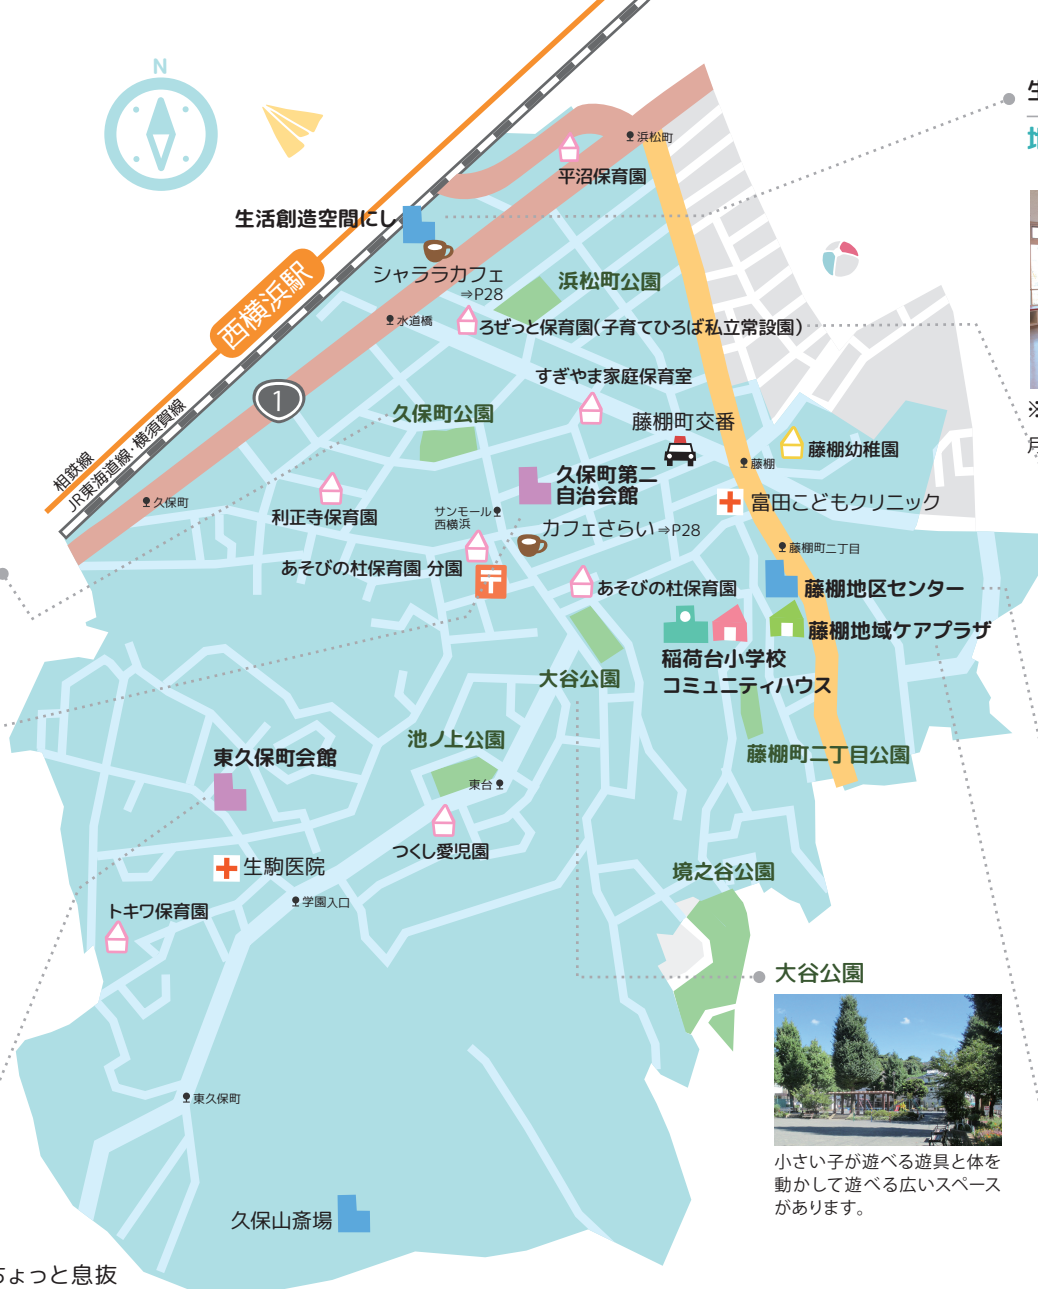 N
浜松町
平沼保育園
生活創造空間にし
シャララカフェ
⇒P28
浜松町公園
西横浜駅
水道橋
ろぜっと保育園(子育てひろば私立常設園)
すぎやま家庭保育室
1
久保町公園
藤棚町交番
相鉄線
JR東海道線・横須賀線
藤棚幼稚園
藤棚
久保町第二
自治会館
久保町
利正寺保育園
サンモール
西横浜
富田こどもクリニック
カフェさらい⇒P28
藤棚町二丁目
あそびの杜保育園 分園
あそびの杜保育園
藤棚地区センター
藤棚地域ケアプラザ
稲荷台小学校
コミュニティハウス
大谷公園
池ノ上公園
東久保町会館
藤棚町二丁目公園
東台
つくし愛児園
生駒医院
境之谷公園
学園入口
トキワ保育園
大谷公園
東久保町
小さい子が遊べる遊具と体を
動かして遊べる広いスペース
があります。
久保山斎場
ちょっと息抜